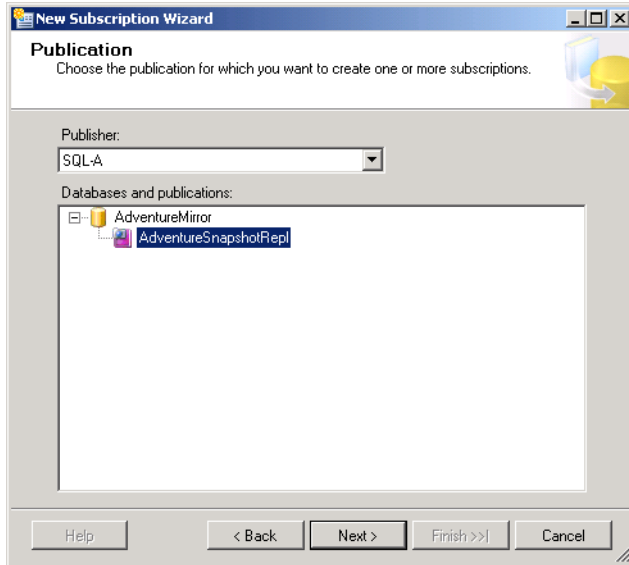 New Subscription Wizard
Publication
Choose the publication for which you want to create one or more subscriptions.
Publisher:
SQL-A
Databases and publications:
AdventureMirror
AdventureSnapshotRepl
Help
< Back
Next >
Finish >>|
Cancel